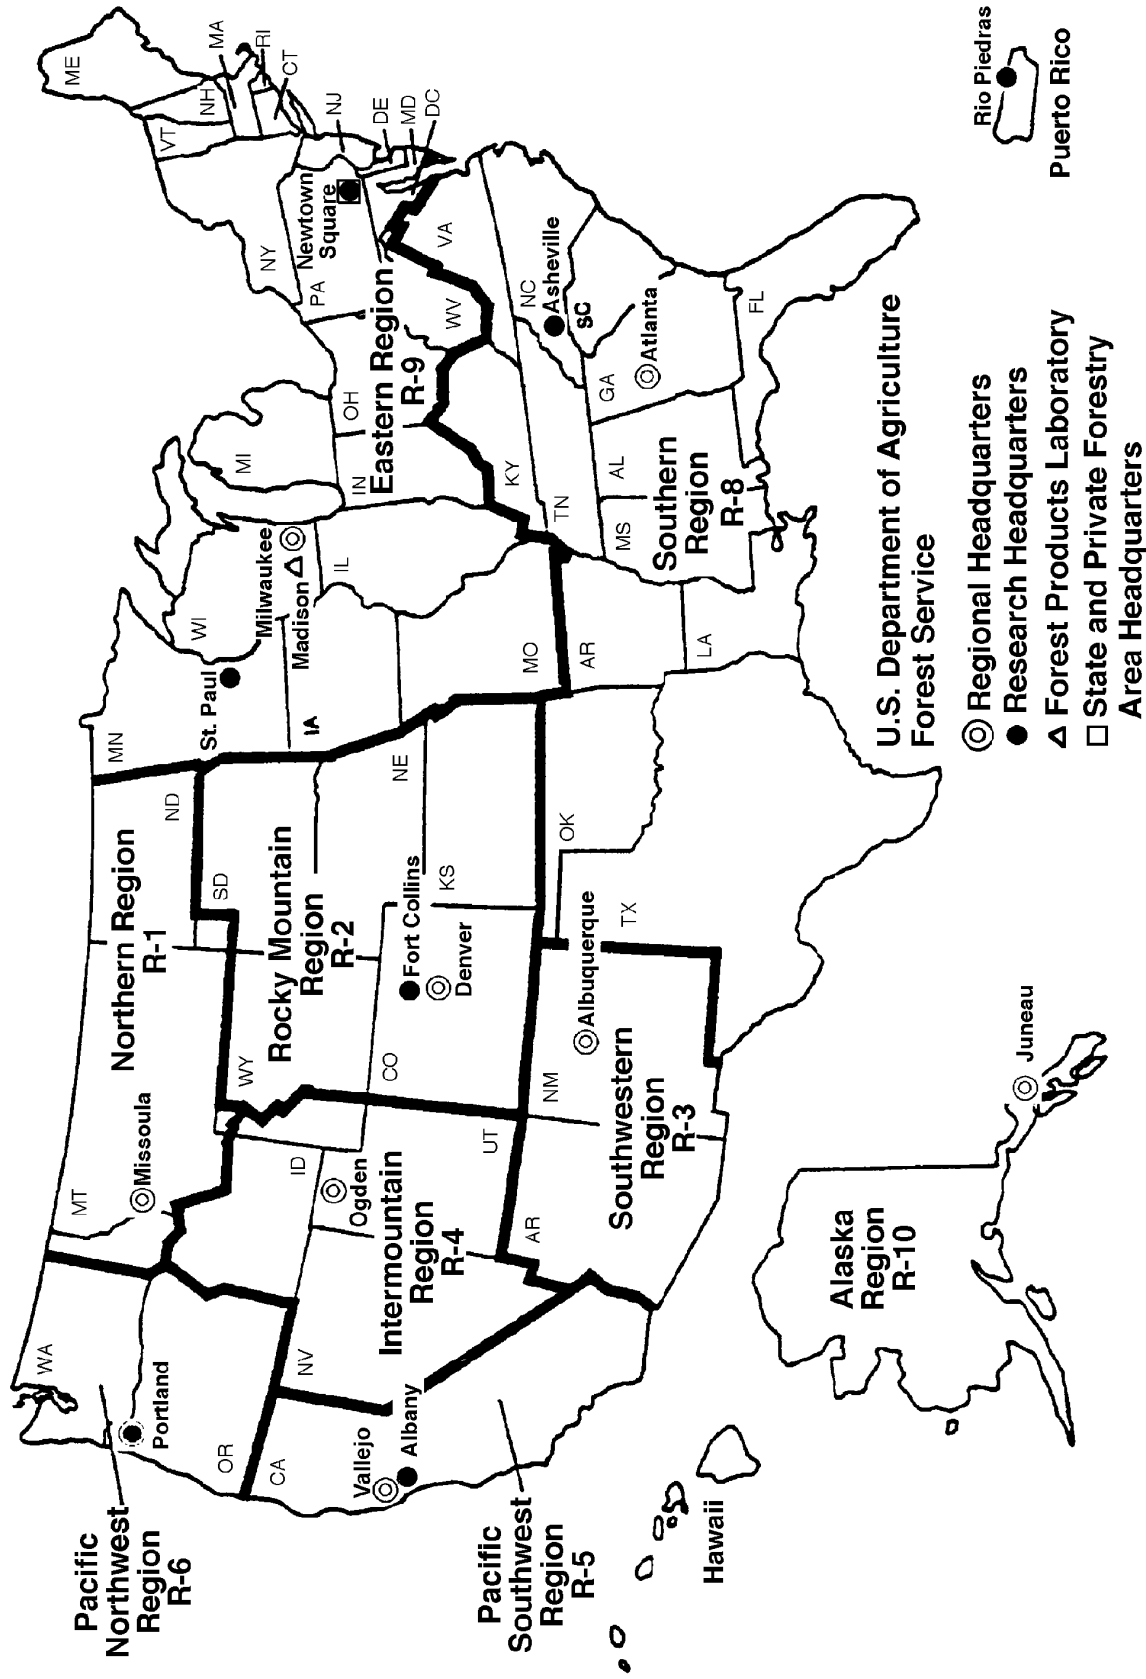 Pacific
Northwest
Region
R-6
WA
Portland
OR
MT
Missoula
Northern Region
R-1
ND
MN
SD
St. Paul
WI
Milwaukee
Madison
MI
ME
VT
NH
MA
RI
CT
NY
NJ
Newtown
Square
PA
DE
MD
DC
ID
WY
Rocky Mountain
Region
R-2
IA
NE
IL
IN
OH
Eastern Region
R-9
WV
VA
CA
NV
Vallejo
Albany
Ogden
Intermountain
Region
R-4
UT
CO
Fort Collins
Denver
KS
MO
KY
TN
NC
Asheville
SC
Pacific
Southwest
Region
R-5
AR
NM
Albuquerque
Southwestern
Region
R-3
OK
TX
AR
LA
MS
AL
GA
Atlanta
Southern
Region
R-8
FL
Hawaii
Alaska
Region
R-10
Juneau
Rio Piedras
Puerto Rico
U.S. Department of Agriculture
Forest Service
Regional Headquarters
Research Headquarters
Forest Products Laboratory
State and Private Forestry
Area Headquarters